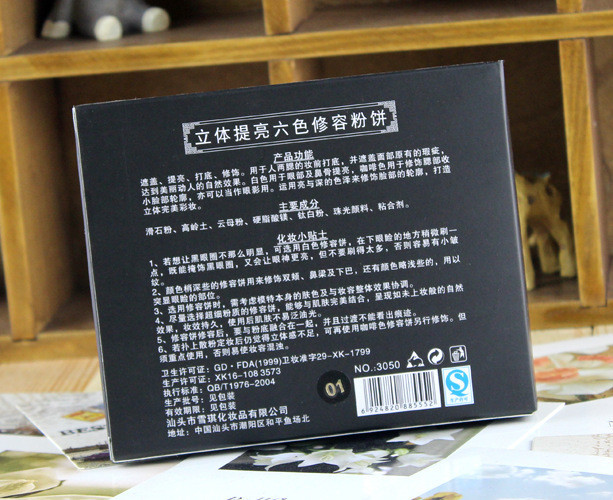 立体提亮六色修容粉饼
产品功能
遮盖、提亮、打底、修饰。用于人两腮的妆前打底，并遮盖面部原有的瑕疵，
达到美丽动人的自然效果。白色用于眼部及鼻骨提亮，咖啡色用于修饰腮部收
小脸部轮廓，亦可以当作眼影用。运用亮与深的色泽来修饰脸部的轮廓，打造
立体完美彩妆。
主要成分
滑石粉、高岭土、云母粉、硬脂酸镁、钛白粉、珠光颜料、粘合剂。
化妆小贴士
1、若想让黑眼圈不那么明显，可选用白色修容饼，在下眼脸的地方稍微刷一
点，既能掩饰黑眼圈，又会让眼神更亮，但不要刷得太多，否则容易有小皱
纹。
2、颜色稍深些的修容饼用来修饰双颊、鼻梁及下巴，还有颜色略浅些的，用以
突显眼睑的部位。
3、选用修容饼时，需考虑模特本身的肤色及与妆容整体效果协调。
4、尽量选择超细粉质的修容饼，能够与肌肤完美结合，呈现如未上妆般的自然
效果，妆效持久，使用后肌肤不易泛油光。
5、修容饼修容后，要与粉底融合在一起，并且过渡不能看出痕迹。
6、若扑上散粉定妆后仍觉得立体感不足，可再使用咖啡色修容饼另行修饰。但
须重点使用，否则易使妆容混浊。
卫生许可证：GD·FDA(1999)卫妆准字29-XK-1799
生产许可证：XK16-108 3573
执行标准：QB/T1976-2004
生产批号：见包装
有效期限：见包装
汕头市雪琪化妆品有限公司
地址：中国汕头市潮阳区和平鱼场北
01
NO.:3050
6 924820 885552
QS
生产许可